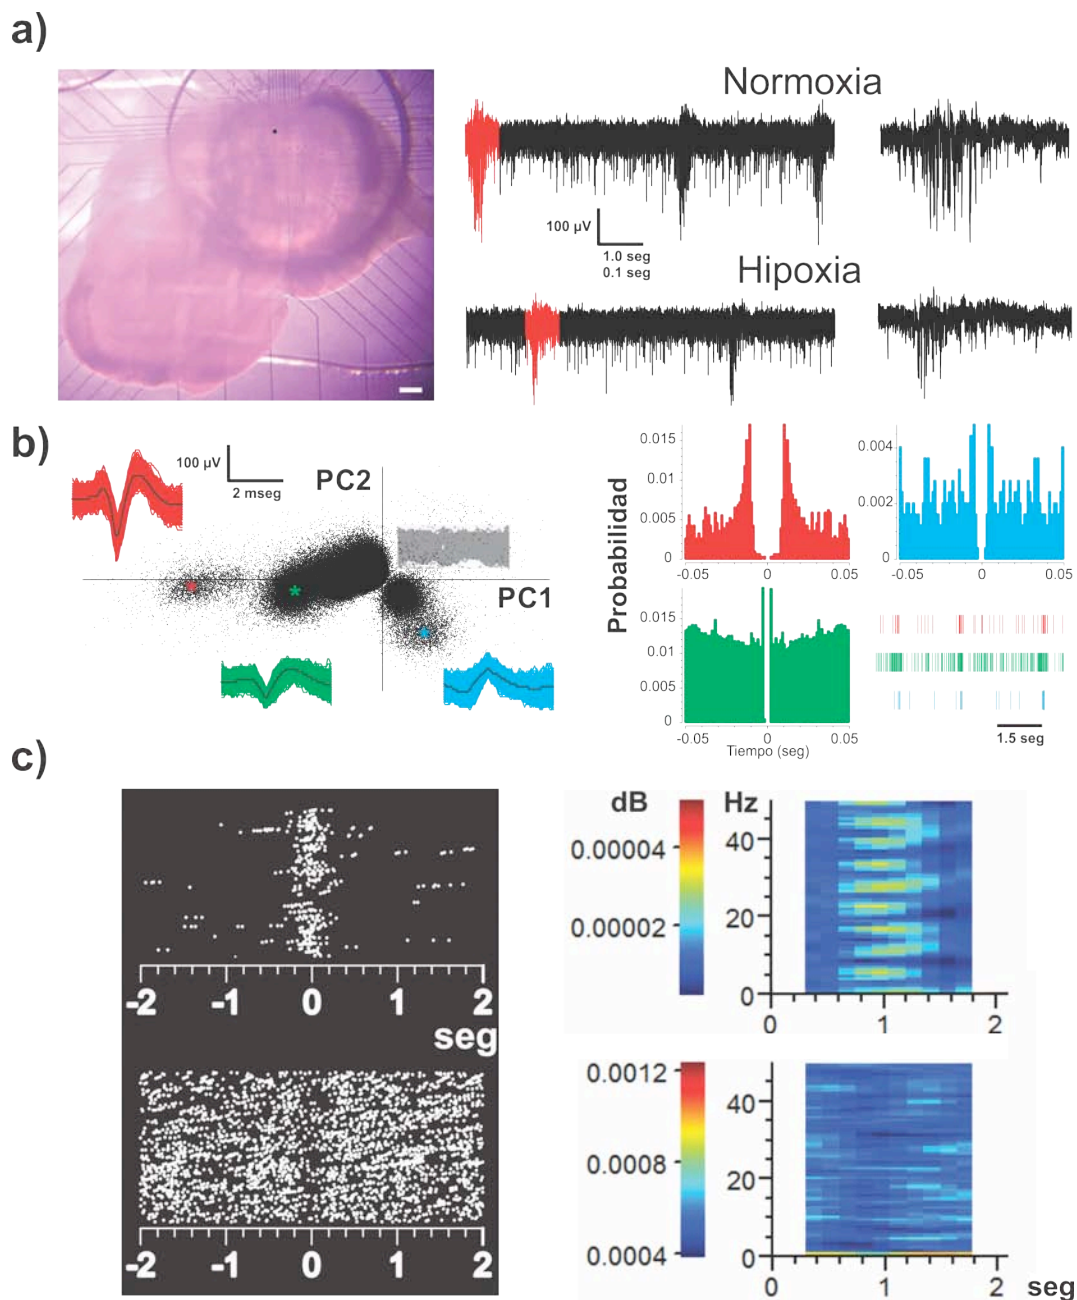 a)
Normoxia
100 µV
1.0 seg
0.1 seg
Hipoxia
b)
100 µV
2 mseg
PC2
PC1
*
*
*
Probabilidad
0.015
0.01
0.005
0
-0.05 0 0.05
0.004
0.002
0
-0.05 0 0.05
0.015
0.01
0.005
0
-0.05 0 0.05
Tiempo (seg)
1.5 seg
c)
-2 -1 0 1 2
seg
-2 -1 0 1 2
dB
0.00004
0.00002
Hz
40
20
0
0 1 2
0.0012
0.0008
0.0004
40
20
0
0 1 2 seg